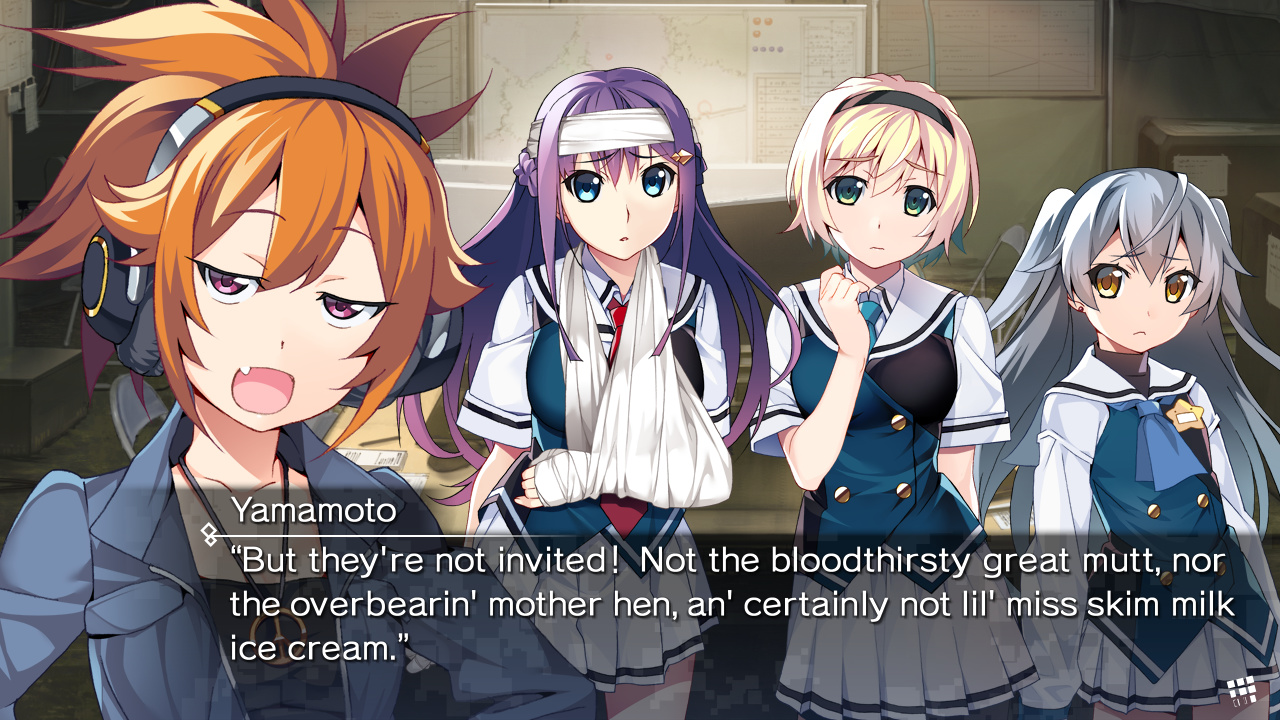 Yamamoto
“But they're not invited!  Not the bloodthirsty great mutt, nor
the overbearin' mother hen, an' certainly not lil' miss skim milk
ice cream.”